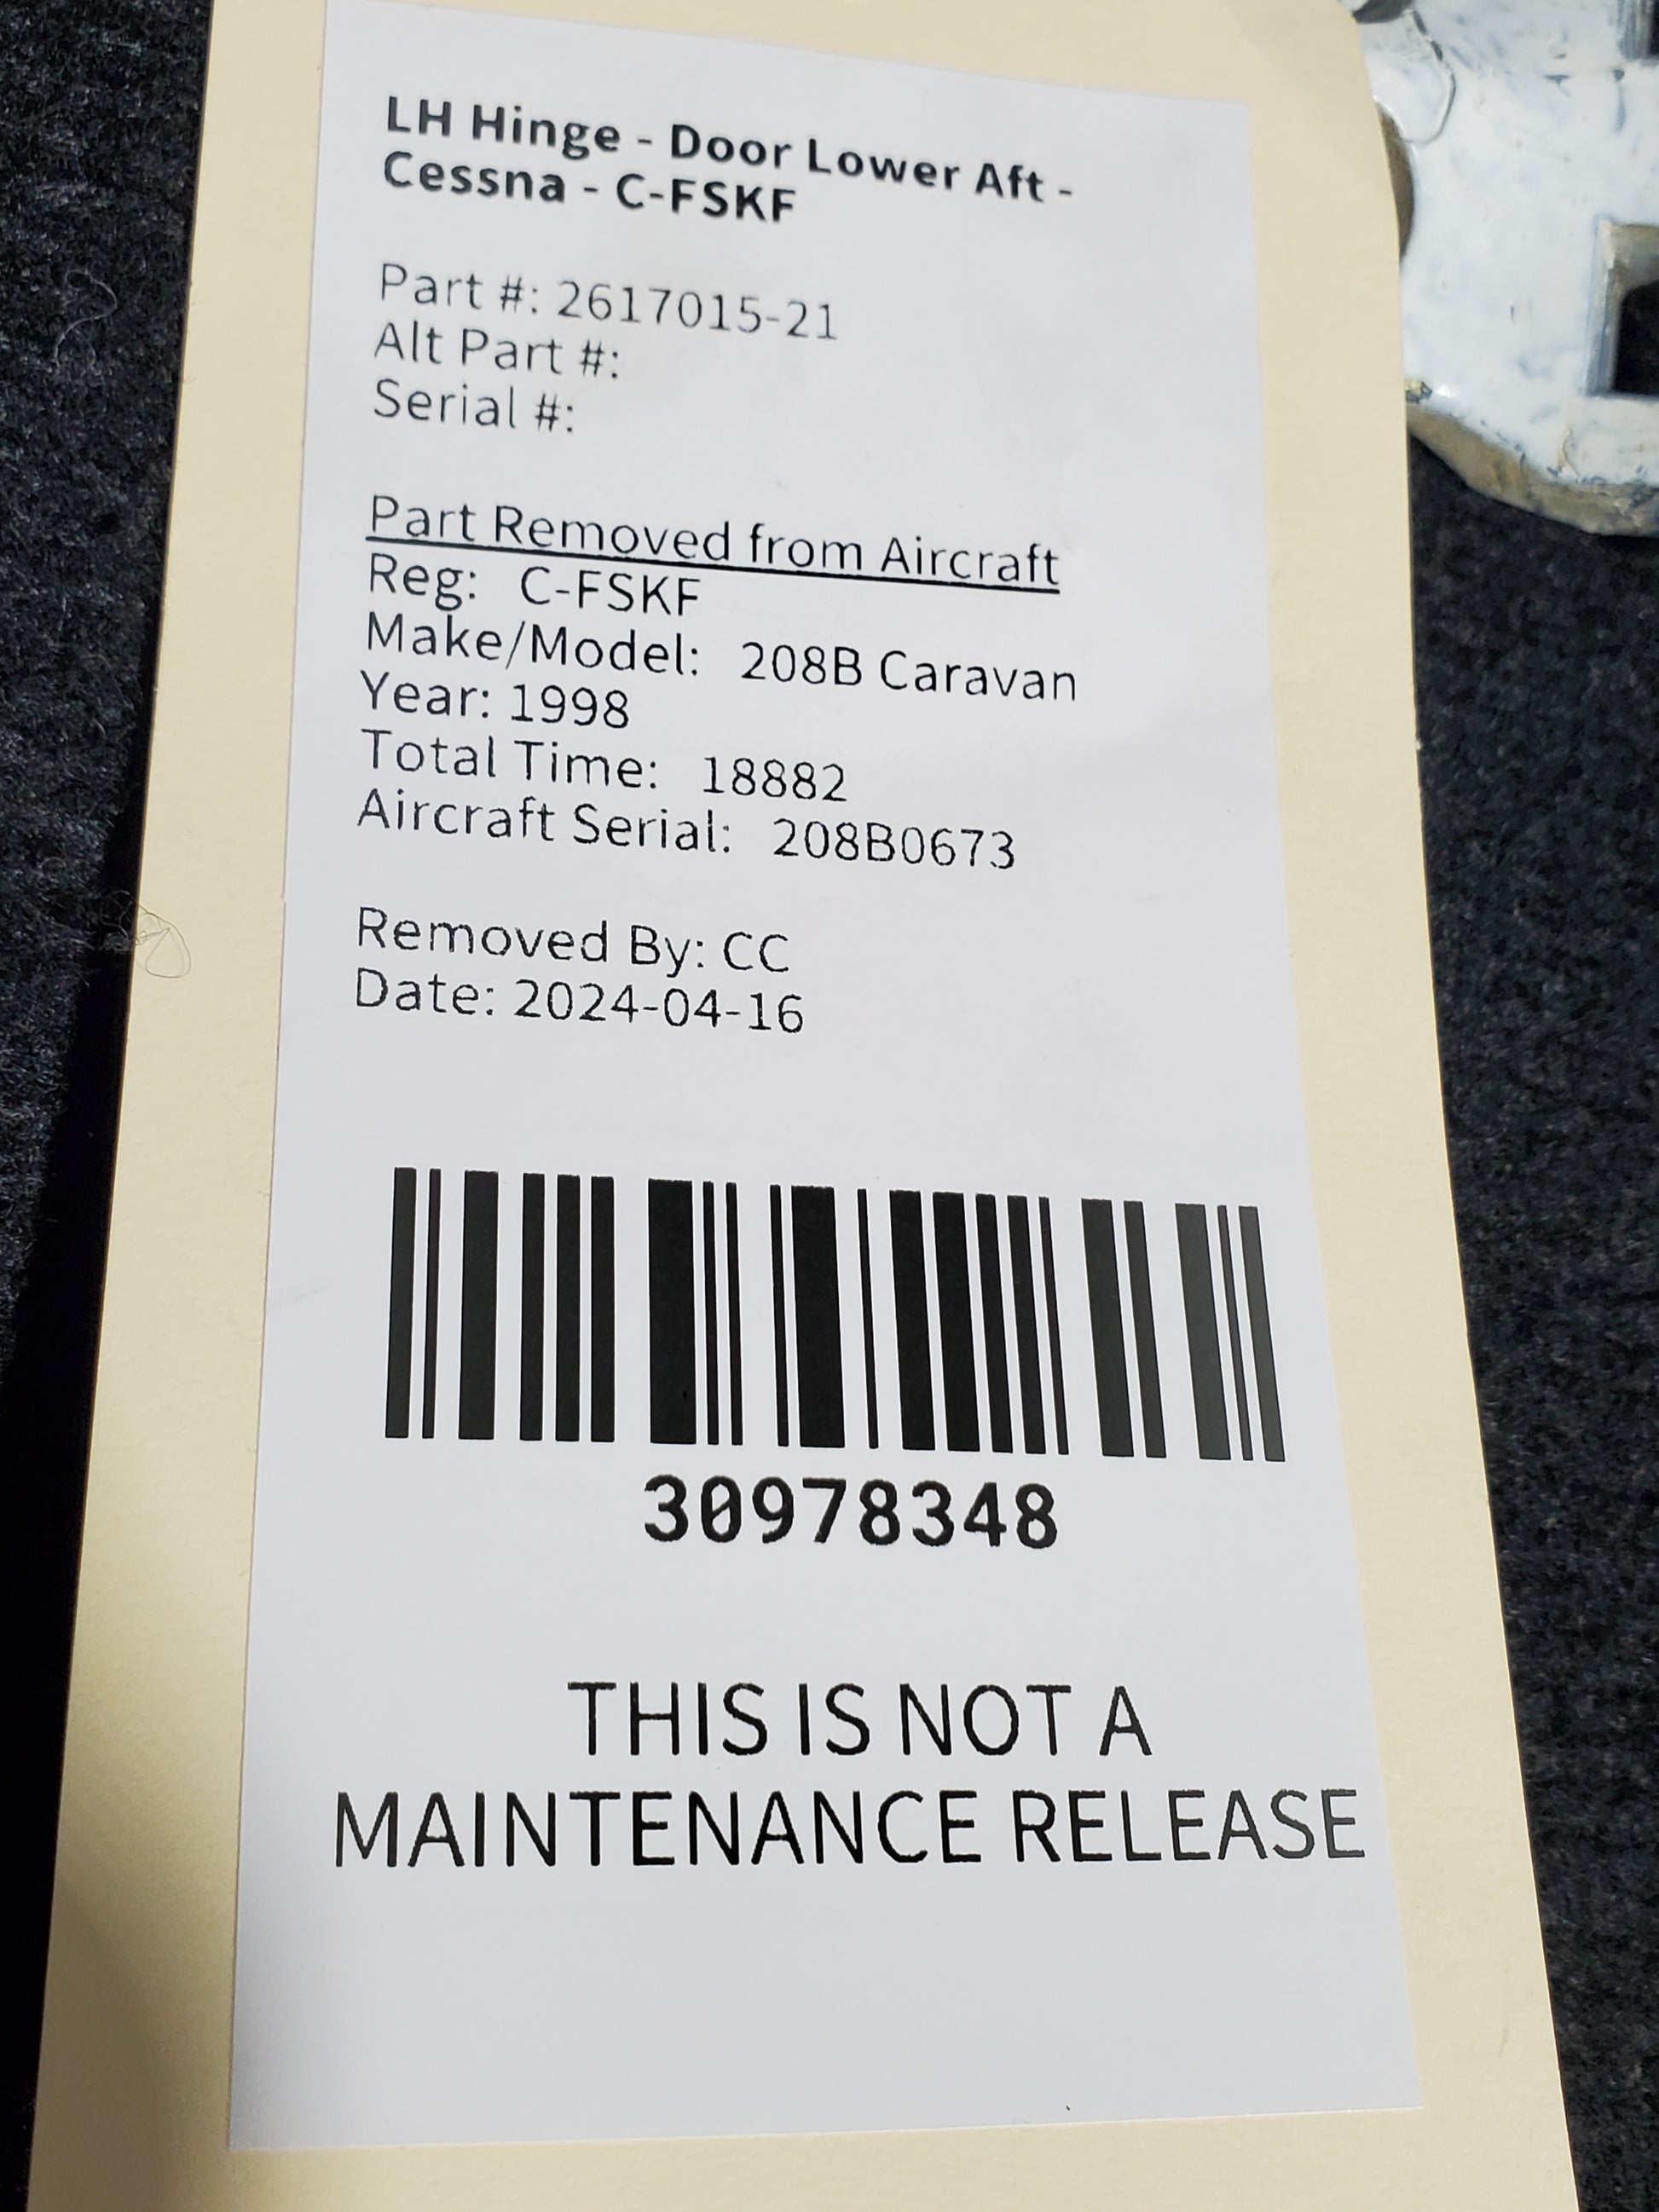 LH Hinge - Door Lower Aft -
Cessna - C-FSKF
Part #: 2617015-21
Alt Part #:
Serial #:
Part Removed from Aircraft
Reg: C-FSKF
Make/Model: 208B Caravan
Year: 1998
Total Time: 18882
Aircraft Serial: 208B0673
Removed By: CC
Date: 2024-04-16
30978348
THIS IS NOT A
MAINTENANCE RELEASE